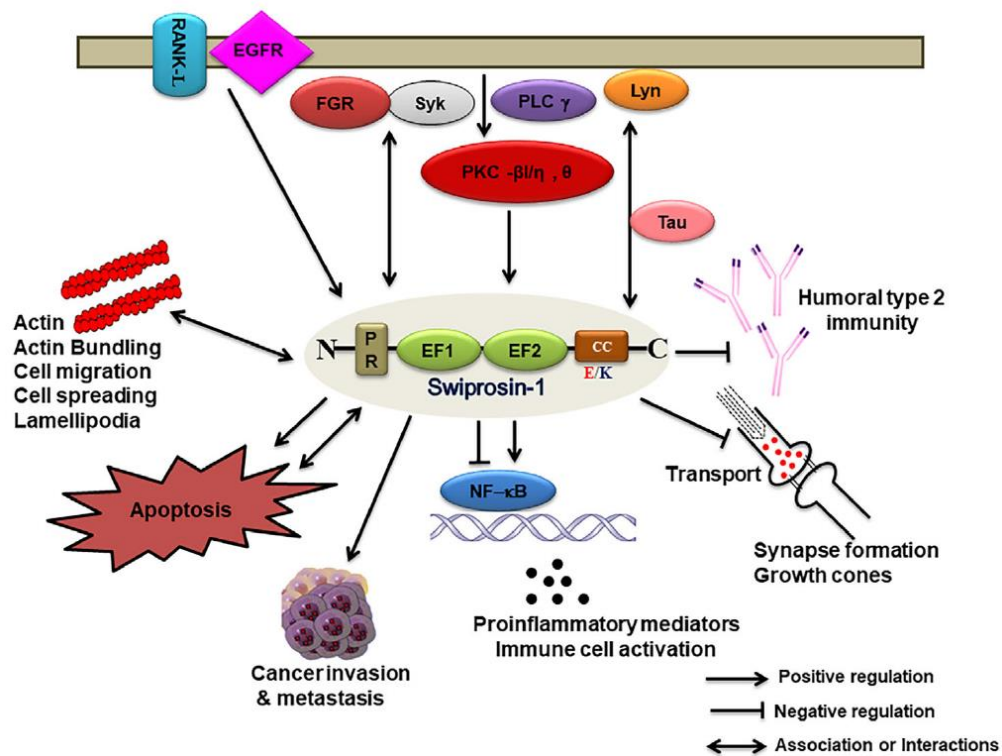 RANK-L
EGFR
FGR
Syk
PLC γ
Lyn
PKC -βI/η , θ
Tau
Actin
Actin Bundling
Cell migration
Cell spreading
Lamellipodia
Humoral type 2
immunity
N
P
R
EF1
EF2
CC
C
E/K
Swiprosin-1
Apoptosis
NF-κB
Transport
Synapse formation
Growth cones
Proinflammatory mediators
Immune cell activation
Cancer invasion
& metastasis
Positive regulation
Negative regulation
Association or Interactions